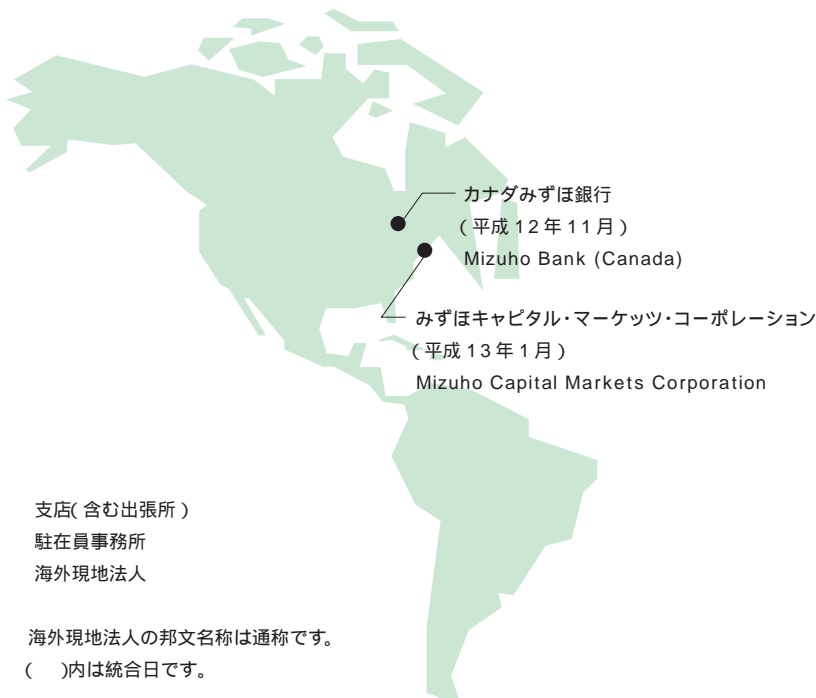 カナダみずほ銀行
(平成12年11月)
Mizuho Bank (Canada)
みずほキャピタル・マーケッツ・コーポレーション
(平成13年1月)
Mizuho Capital Markets Corporation
支店(含む出張所)
駐在員事務所
海外現地法人
海外現地法人の邦文名称は通称です。
(　)内は統合日です。